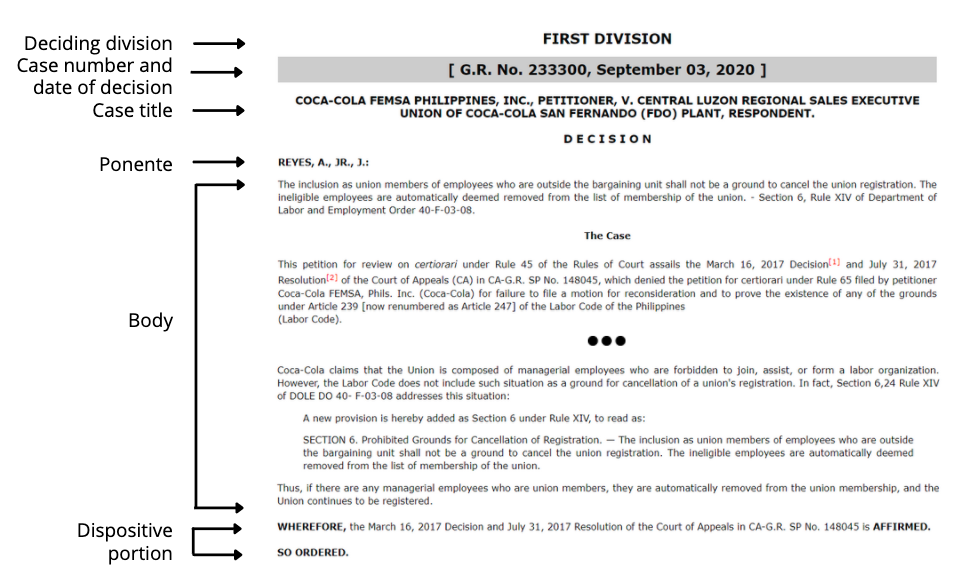 Deciding division
FIRST DIVISION
Case number and
date of decision
[ G.R. No. 233300, September 03, 2020 ]
Case title
COCA-COLA FEMSA PHILIPPINES, INC., PETITIONER, V. CENTRAL LUZON REGIONAL SALES EXECUTIVE
UNION OF COCA-COLA SAN FERNANDO (FDO) PLANT, RESPONDENT.
D E C I S I O N
Ponente
REYES, A., JR., J.:
Body
The inclusion as union members of employees who are outside the bargaining unit shall not be a ground to cancel the union registration. The
ineligible employees are automatically deemed removed from the list of membership of the union. - Section 6, Rule XIV of Department of
Labor and Employment Order 40-F-03-08.
The Case
This petition for review on certiorari under Rule 45 of the Rules of Court assails the March 16, 2017 Decision[1] and July 31, 2017
Resolution[2] of the Court of Appeals (CA) in CA-G.R. SP No. 148045, which denied the petition for certiorari under Rule 65 filed by petitioner
Coca-Cola FEMSA, Phils. Inc. (Coca-Cola) for failure to file a motion for reconsideration and to prove the existence of any of the grounds
under Article 239 [now renumbered as Article 247] of the Labor Code of the Philippines
(Labor Code).
Coca-Cola claims that the Union is composed of managerial employees who are forbidden to join, assist, or form a labor organization.
However, the Labor Code does not include such situation as a ground for cancellation of a union's registration. In fact, Section 6,24 Rule XIV
of DOLE DO 40- F-03-08 addresses this situation:
A new provision is hereby added as Section 6 under Rule XIV, to read as:
SECTION 6. Prohibited Grounds for Cancellation of Registration. — The inclusion as union members of employees who are outside
the bargaining unit shall not be a ground to cancel the union registration. The ineligible employees are automatically deemed
removed from the list of membership of the union.
Thus, if there are any managerial employees who are union members, they are automatically removed from the union membership, and the
Union continues to be registered.
Dispositive
portion
WHEREFORE, the March 16, 2017 Decision and July 31, 2017 Resolution of the Court of Appeals in CA-G.R. SP No. 148045 is AFFIRMED.
SO ORDERED.